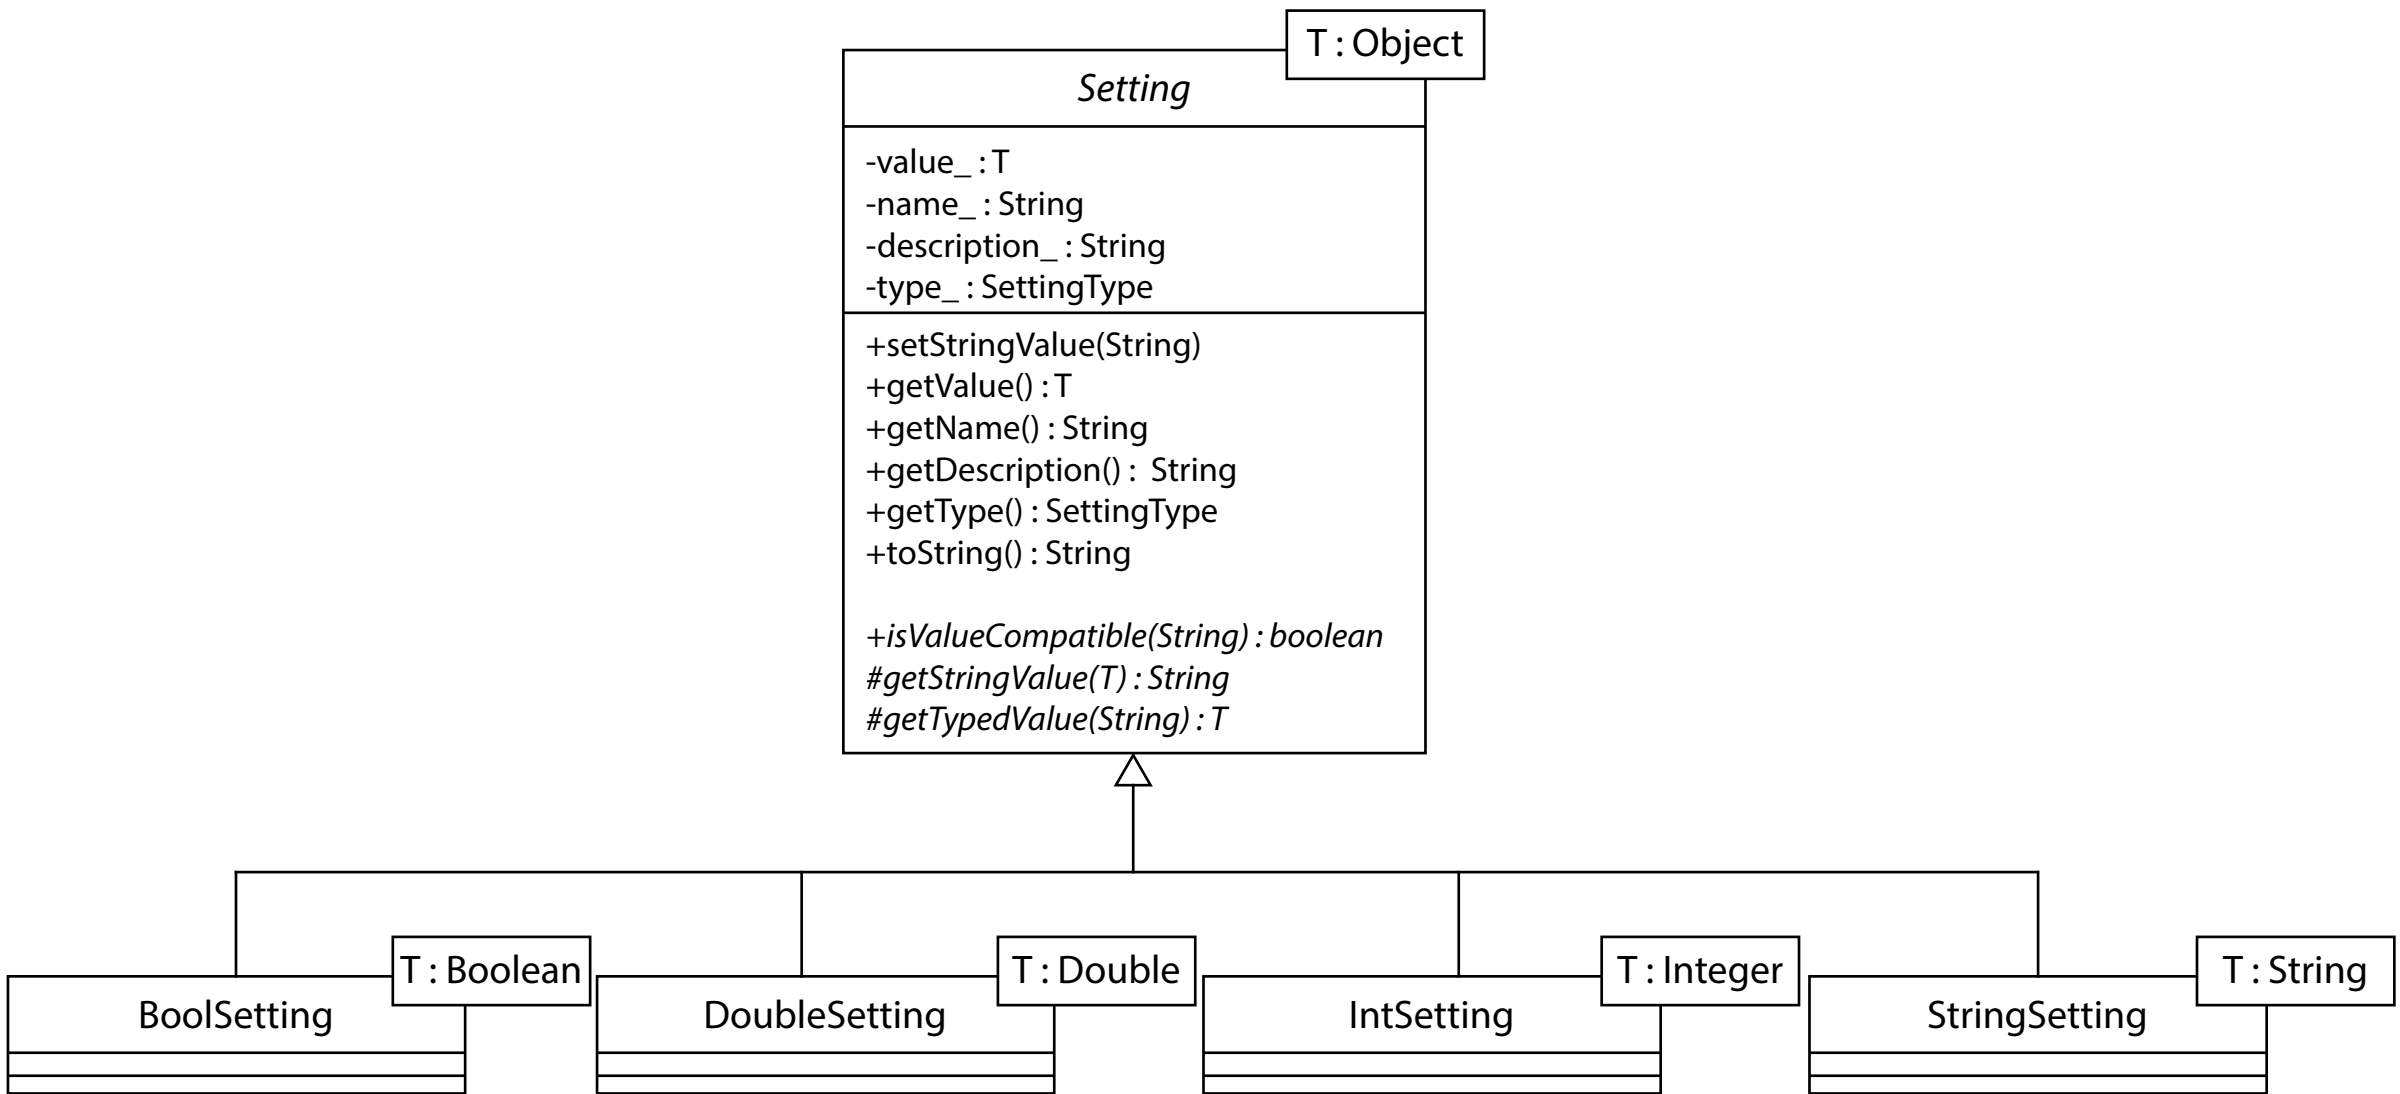 T : Object
Setting
-value_ : T
-name_ : String
-description_ : String
-type_ : SettingType
+setStringValue(String)
+getValue() : T
+getName() : String
+getDescription() :  String
+getType() : SettingType
+toString() : String
+isValueCompatible(String) : boolean
#getStringValue(T) : String
#getTypedValue(String) : T
T : Boolean
BoolSetting
T : Double
DoubleSetting
T : Integer
IntSetting
T : String
StringSetting